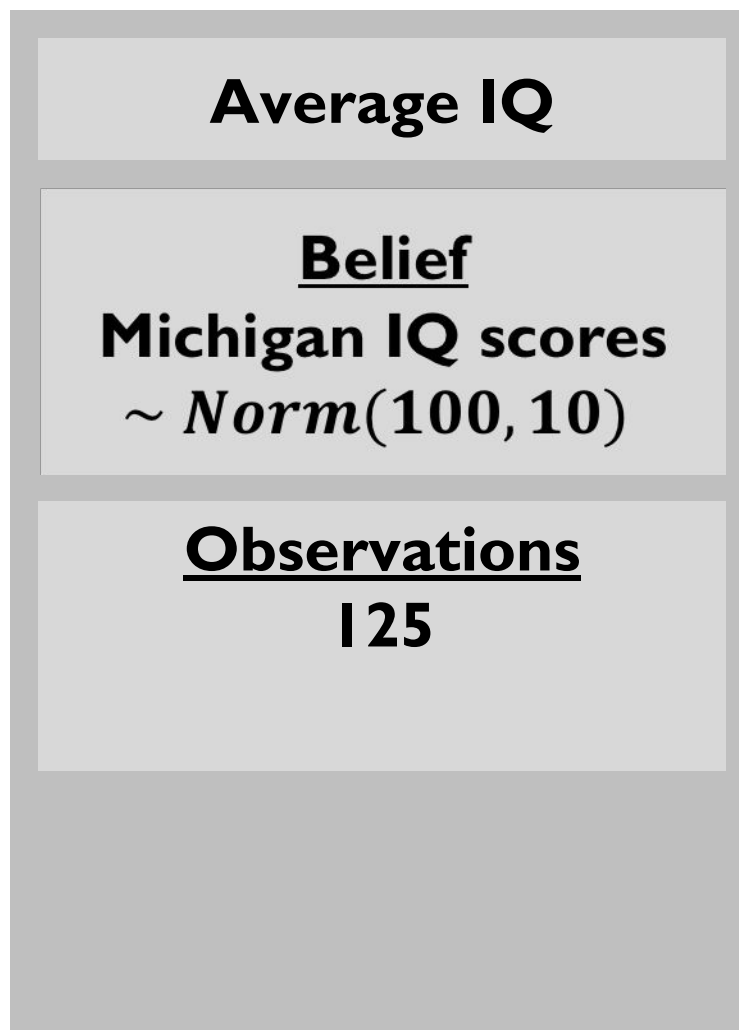 Average IQ
Belief
Michigan IQ scores
~ Norm(100, 10)
Observations
125